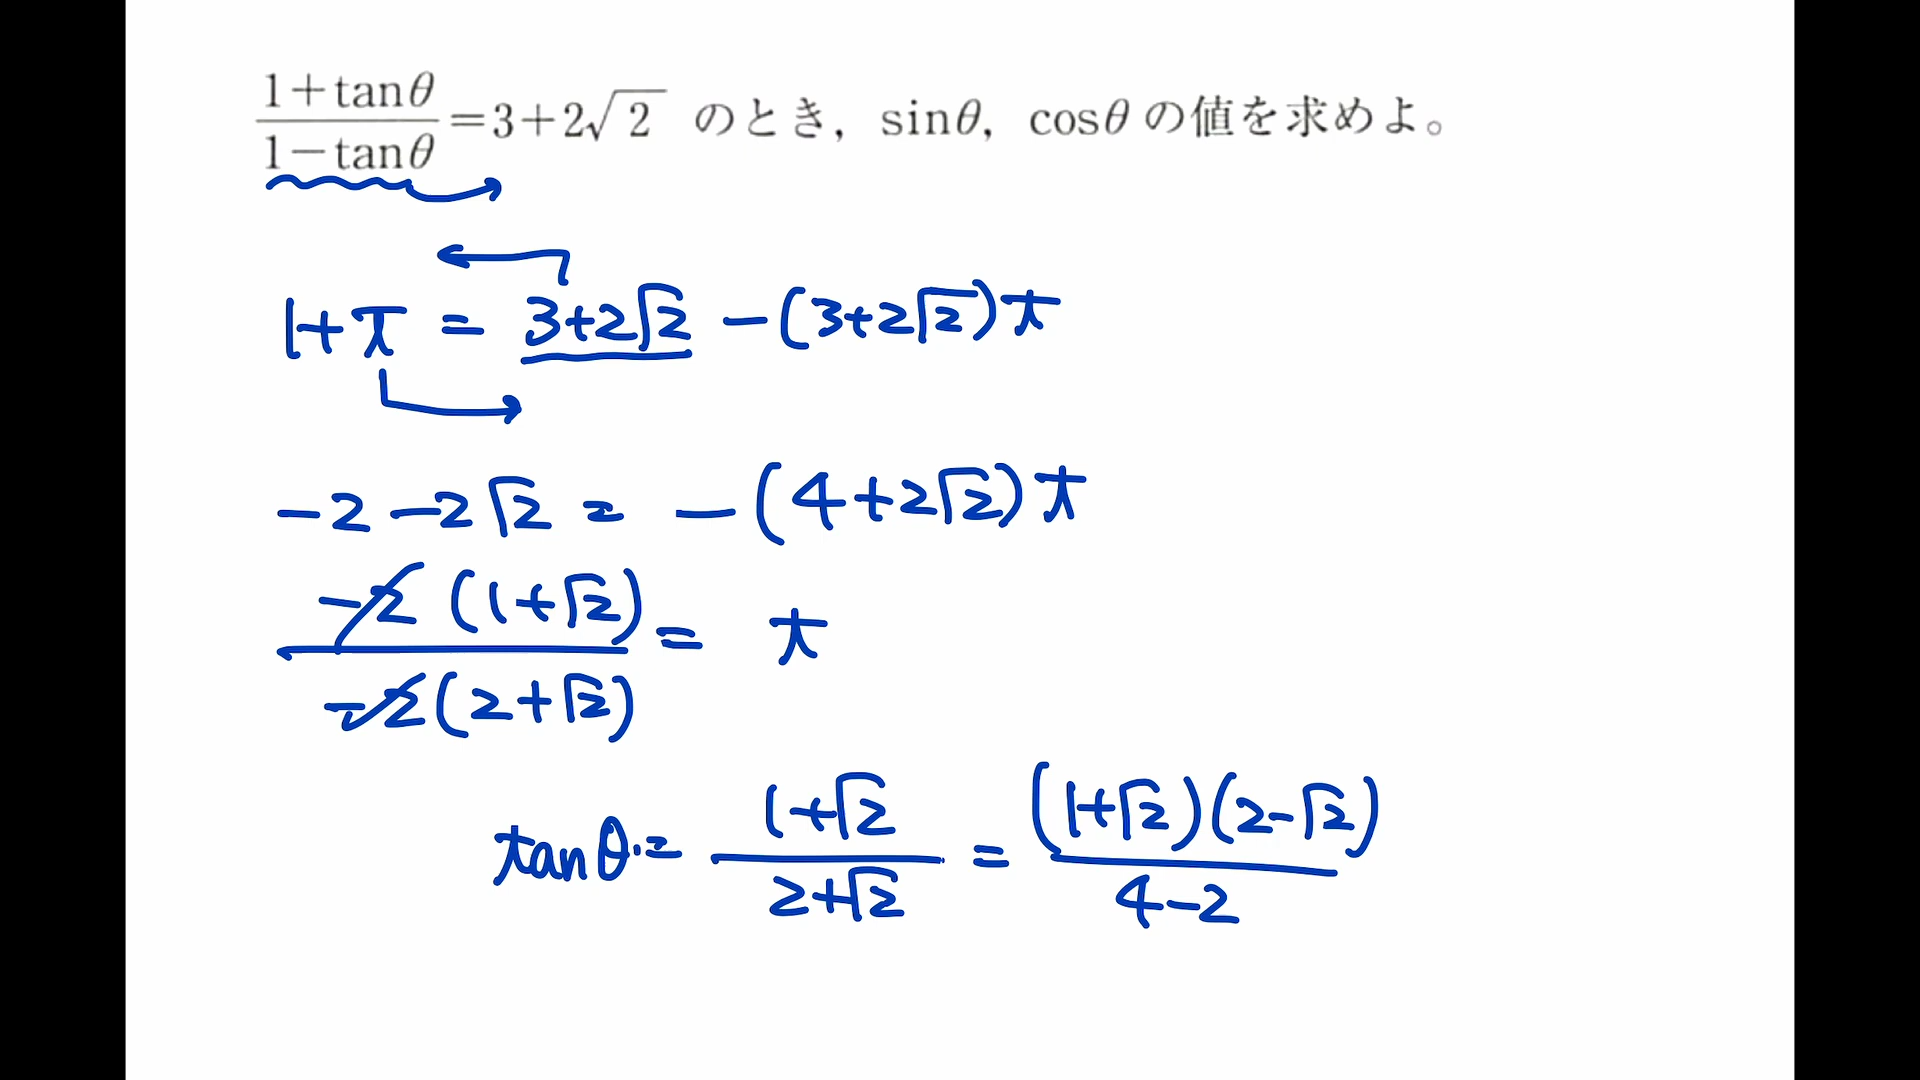 (1+tanθ)/(1−tanθ)=3+2√2 のとき，sinθ，cosθ の値を求めよ。
1+t = 3+2√2 −(3+2√2)t
−2−2√2 = −(4+2√2)t
−2(1+√2)/−2(2+√2) = t
tanθ = (1+√2)/(2+√2) = (1+√2)(2−√2)/(4−2)